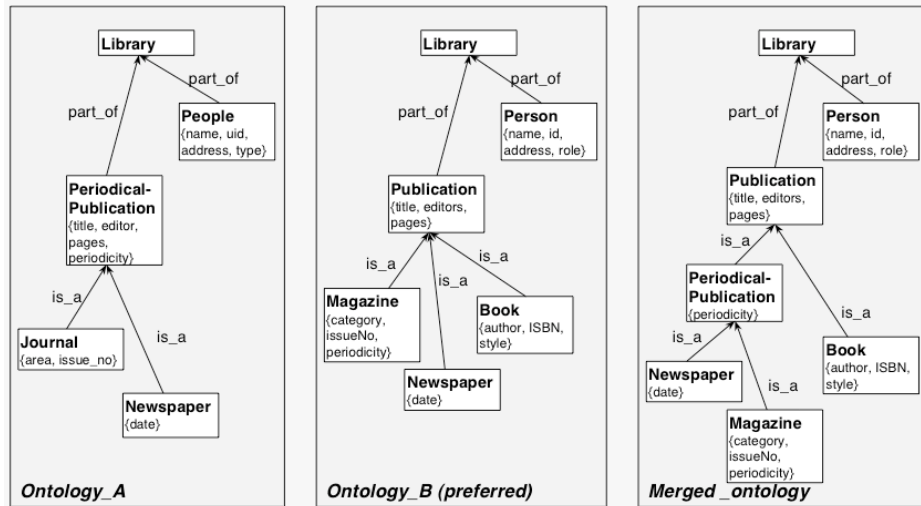 Library
part_of
part_of
People
{name, uid,
address, type}
Periodical-
Publication
{title, editor,
pages,
periodicity}
is_a
is_a
Journal
{area, issue_no}
Newspaper
{date}
Ontology_A
Library
part_of
part_of
Person
{name, id,
address, role}
Publication
{title, editors,
pages}
is_a
is_a
is_a
Magazine
{category,
issueNo,
periodicity}
Book
{author, ISBN,
style}
Newspaper
{date}
Ontology_B (preferred)
Library
part_of
part_of
Person
{name, id,
address, role}
Publication
{title, editors,
pages}
is_a
is_a
Periodical-
Publication
{periodicity}
is_a
is_a
Newspaper
{date}
Book
{author, ISBN,
style}
Magazine
{category,
issueNo,
periodicity}
Merged _ontology